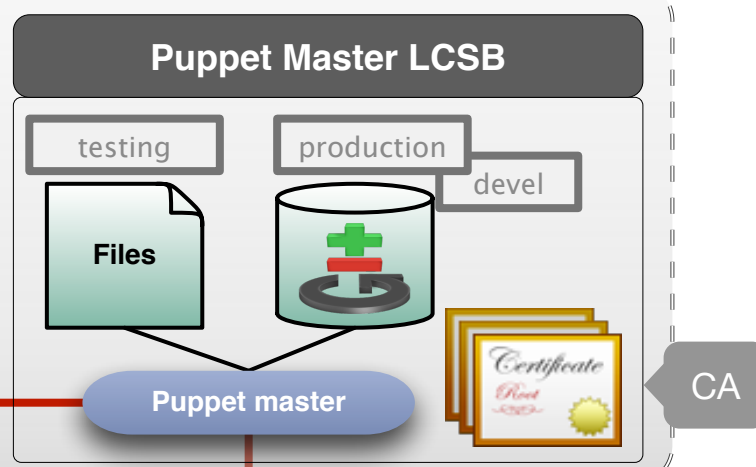 Puppet Master LCSB
testing
production
devel
Files
Certificate
Root
Puppet master
CA